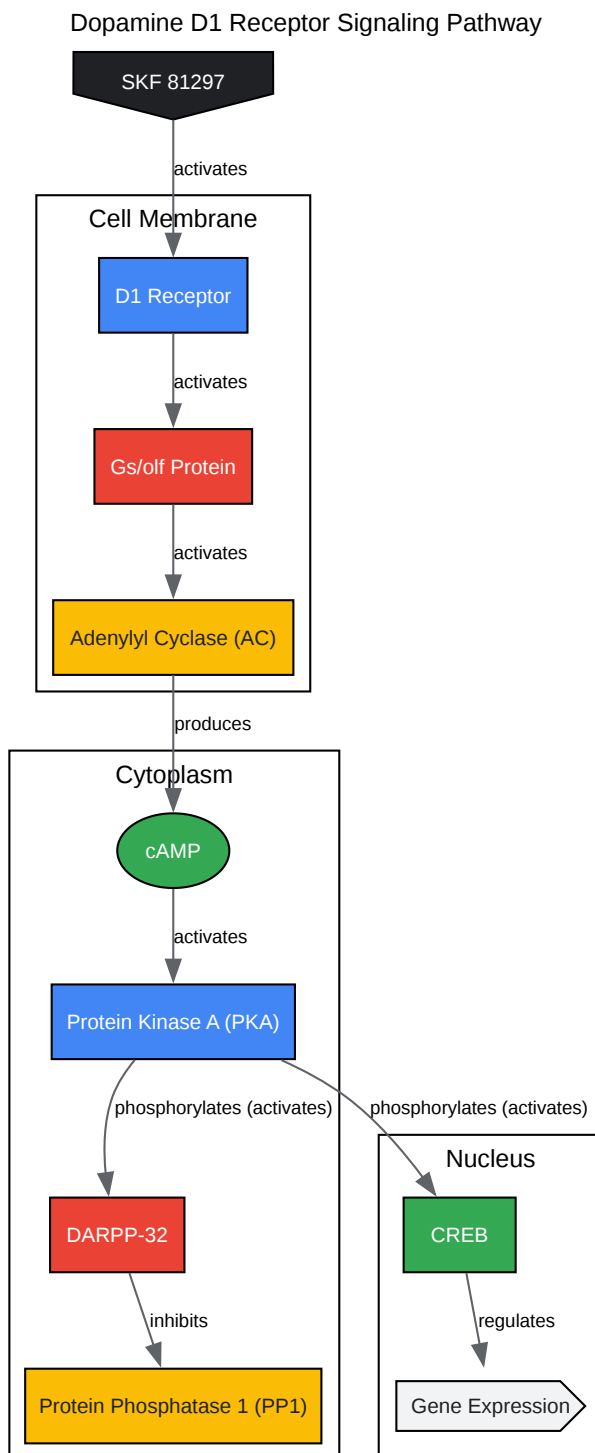 Dopamine D1 Receptor Signaling Pathway
SKF 81297
activates
Cell Membrane
D1 Receptor
activates
Gs/olf Protein
activates
Adenylyl Cyclase (AC)
produces
Cytoplasm
cAMP
activates
Protein Kinase A (PKA)
phosphorylates (activates)
phosphorylates (activates)
Nucleus
DARPP-32
CREB
inhibits
regulates
Protein Phosphatase 1 (PP1)
Gene Expression